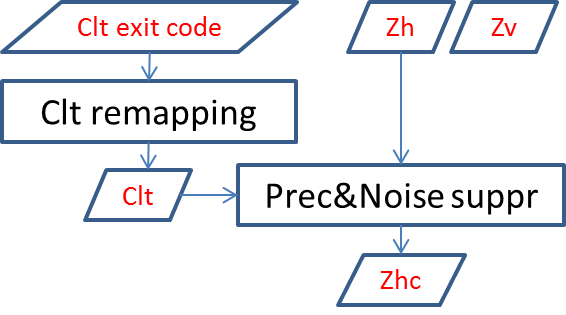 Clt exit code
Zh
Zv
Clt remapping
Clt
Prec&Noise suppr
Zhc